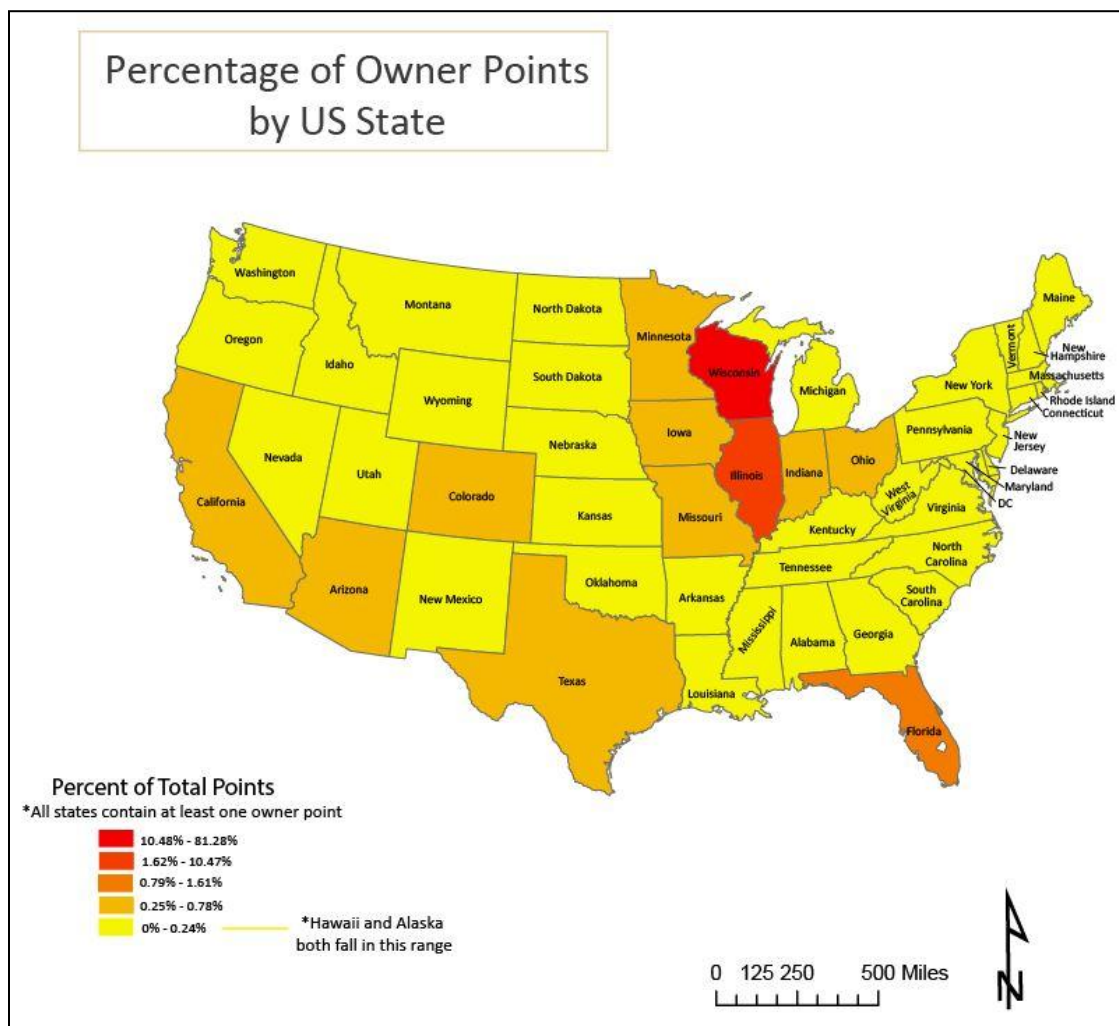 Percentage of Owner Points
by US State
Washington
Montana
North Dakota
Minnesota
Maine
Oregon
Idaho
South Dakota
Wisconsin
Vermont
New
Hampshire
Wyoming
Michigan
New York
Massachusetts
Rhode Island
Connecticut
Nebraska
Iowa
Pennsylvania
New
Jersey
Nevada
Utah
Colorado
Illinois
Indiana
Ohio
Delaware
Maryland
DC
California
Kansas
Missouri
West
Virginia
Virginia
Kentucky
Arizona
New Mexico
Oklahoma
Arkansas
Tennessee
North
Carolina
South
Carolina
Texas
Louisiana
Mississippi
Alabama
Georgia
Florida
Percent of Total Points
*All states contain at least one owner point
10.48% - 81.28%
1.62% - 10.47%
0.79% - 1.61%
0.25% - 0.78%
0% - 0.24%
*Hawaii and Alaska
both fall in this range
0 125 250 500 Miles
N